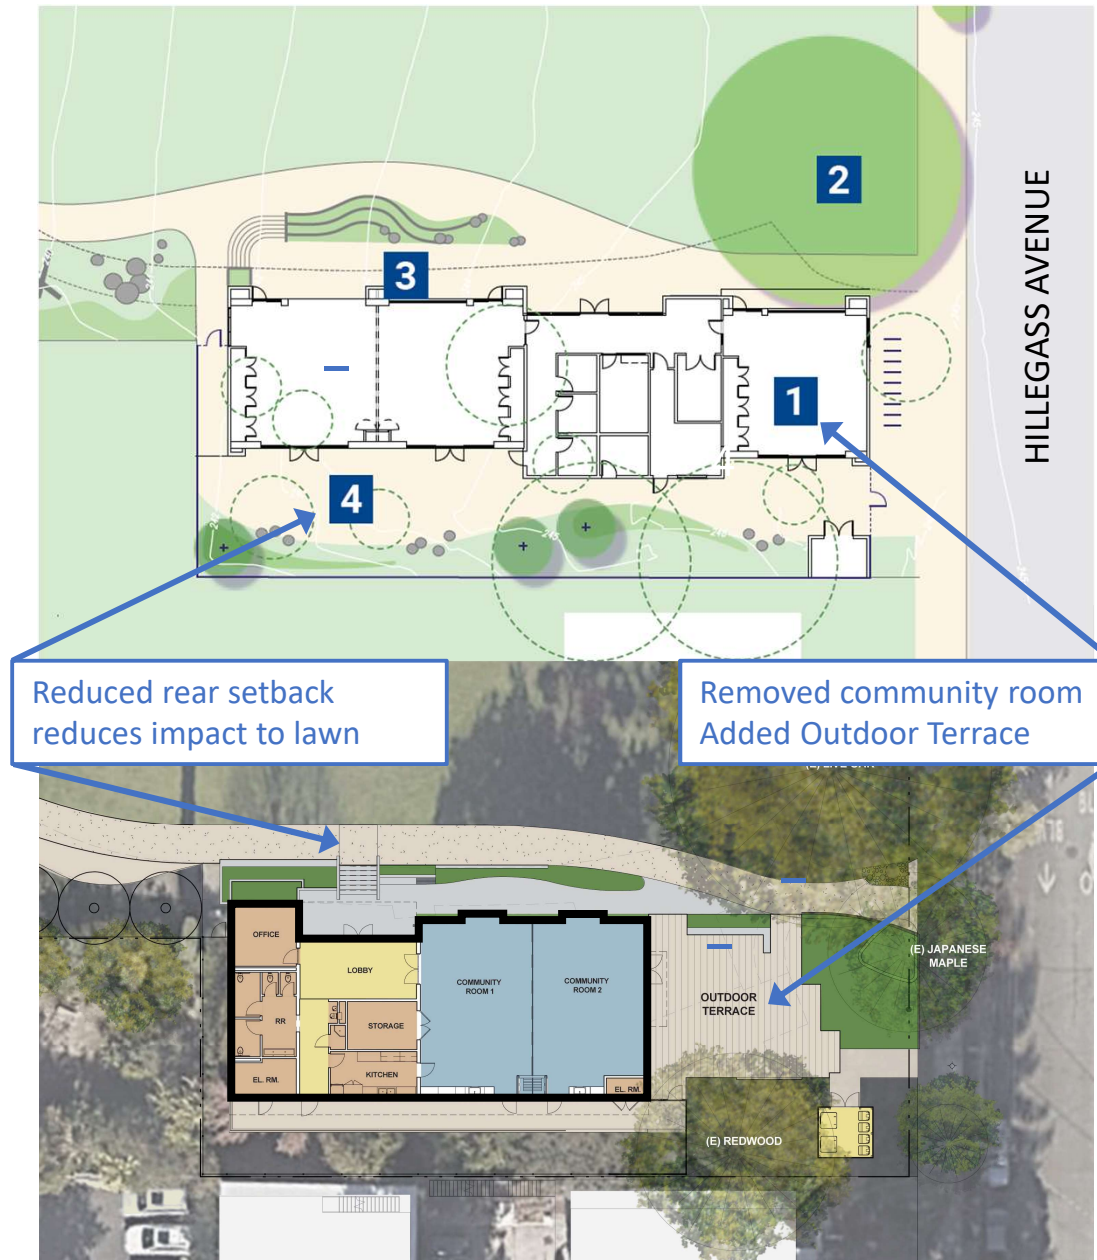 2
HILLEGASS AVENUE
3
1
4
Reduced rear setback
reduces impact to lawn
Removed community room
Added Outdoor Terrace
OFFICE
LOBBY
COMMUNITY
ROOM 1
COMMUNITY
ROOM 2
(E) JAPANESE
MAPLE
OUTDOOR
TERRACE
RR
STORAGE
KITCHEN
EL. RM.
EL. RM.
(E) REDWOOD